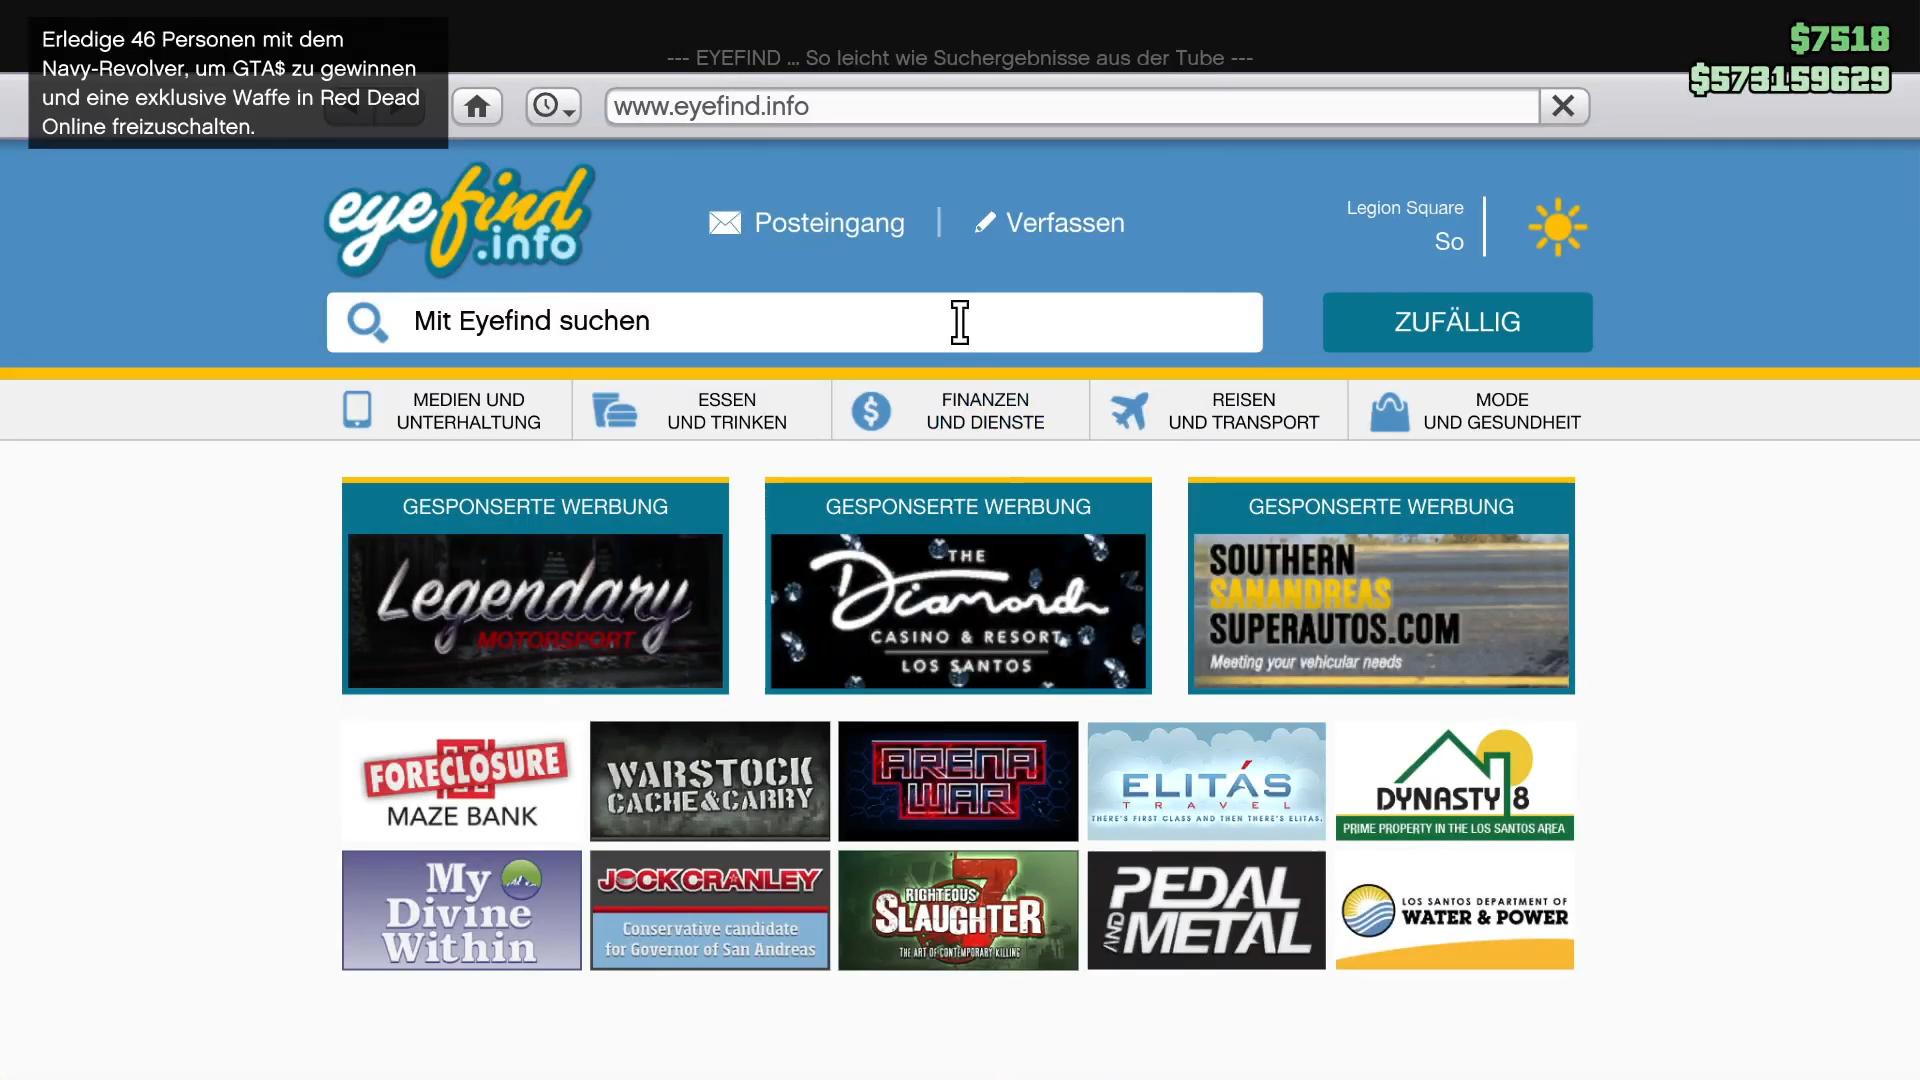 Erledige 46 Personen mit dem
Navy-Revolver, um GTA$ zu gewinnen
und eine exklusive Waffe in Red Dead
Online freizuschalten.
--- EYEFIND ... So leicht wie Suchergebnisse aus der Tube ---
$7518
$573159629
www.eyefind.info
eyefind
.info
Posteingang
Verfassen
Legion Square
So
Mit Eyefind suchen
ZUFÄLLIG
MEDIEN UND
UNTERHALTUNG
ESSEN
UND TRINKEN
FINANZEN
UND DIENSTE
REISEN
UND TRANSPORT
MODE
UND GESUNDHEIT
GESPONSERTE WERBUNG
Legendary
MOTORSPORT
GESPONSERTE WERBUNG
THE
Diamond
CASINO & RESORT
LOS SANTOS
GESPONSERTE WERBUNG
SOUTHERN
SANANDREAS
SUPERAUTOS.COM
Meeting your vehicular needs
FORECLOSURE
MAZE BANK
WARSTOCK
CACHE&CARRY
ARENA
WAR
ELITÁS
TRAVEL
THERE'S FIRST CLASS AND THEN THERE'S ELITAS.
DYNASTY 8
PRIME PROPERTY IN THE LOS SANTOS AREA
My
Divine
Within
JOCK CRANLEY
Conservative candidate
for Governor of San Andreas
7
RIGHTEOUS
SLAUGHTER
THE ART OF CONTEMPORARY KILLING
PEDAL
AND METAL
LOS SANTOS DEPARTMENT OF
WATER & POWER